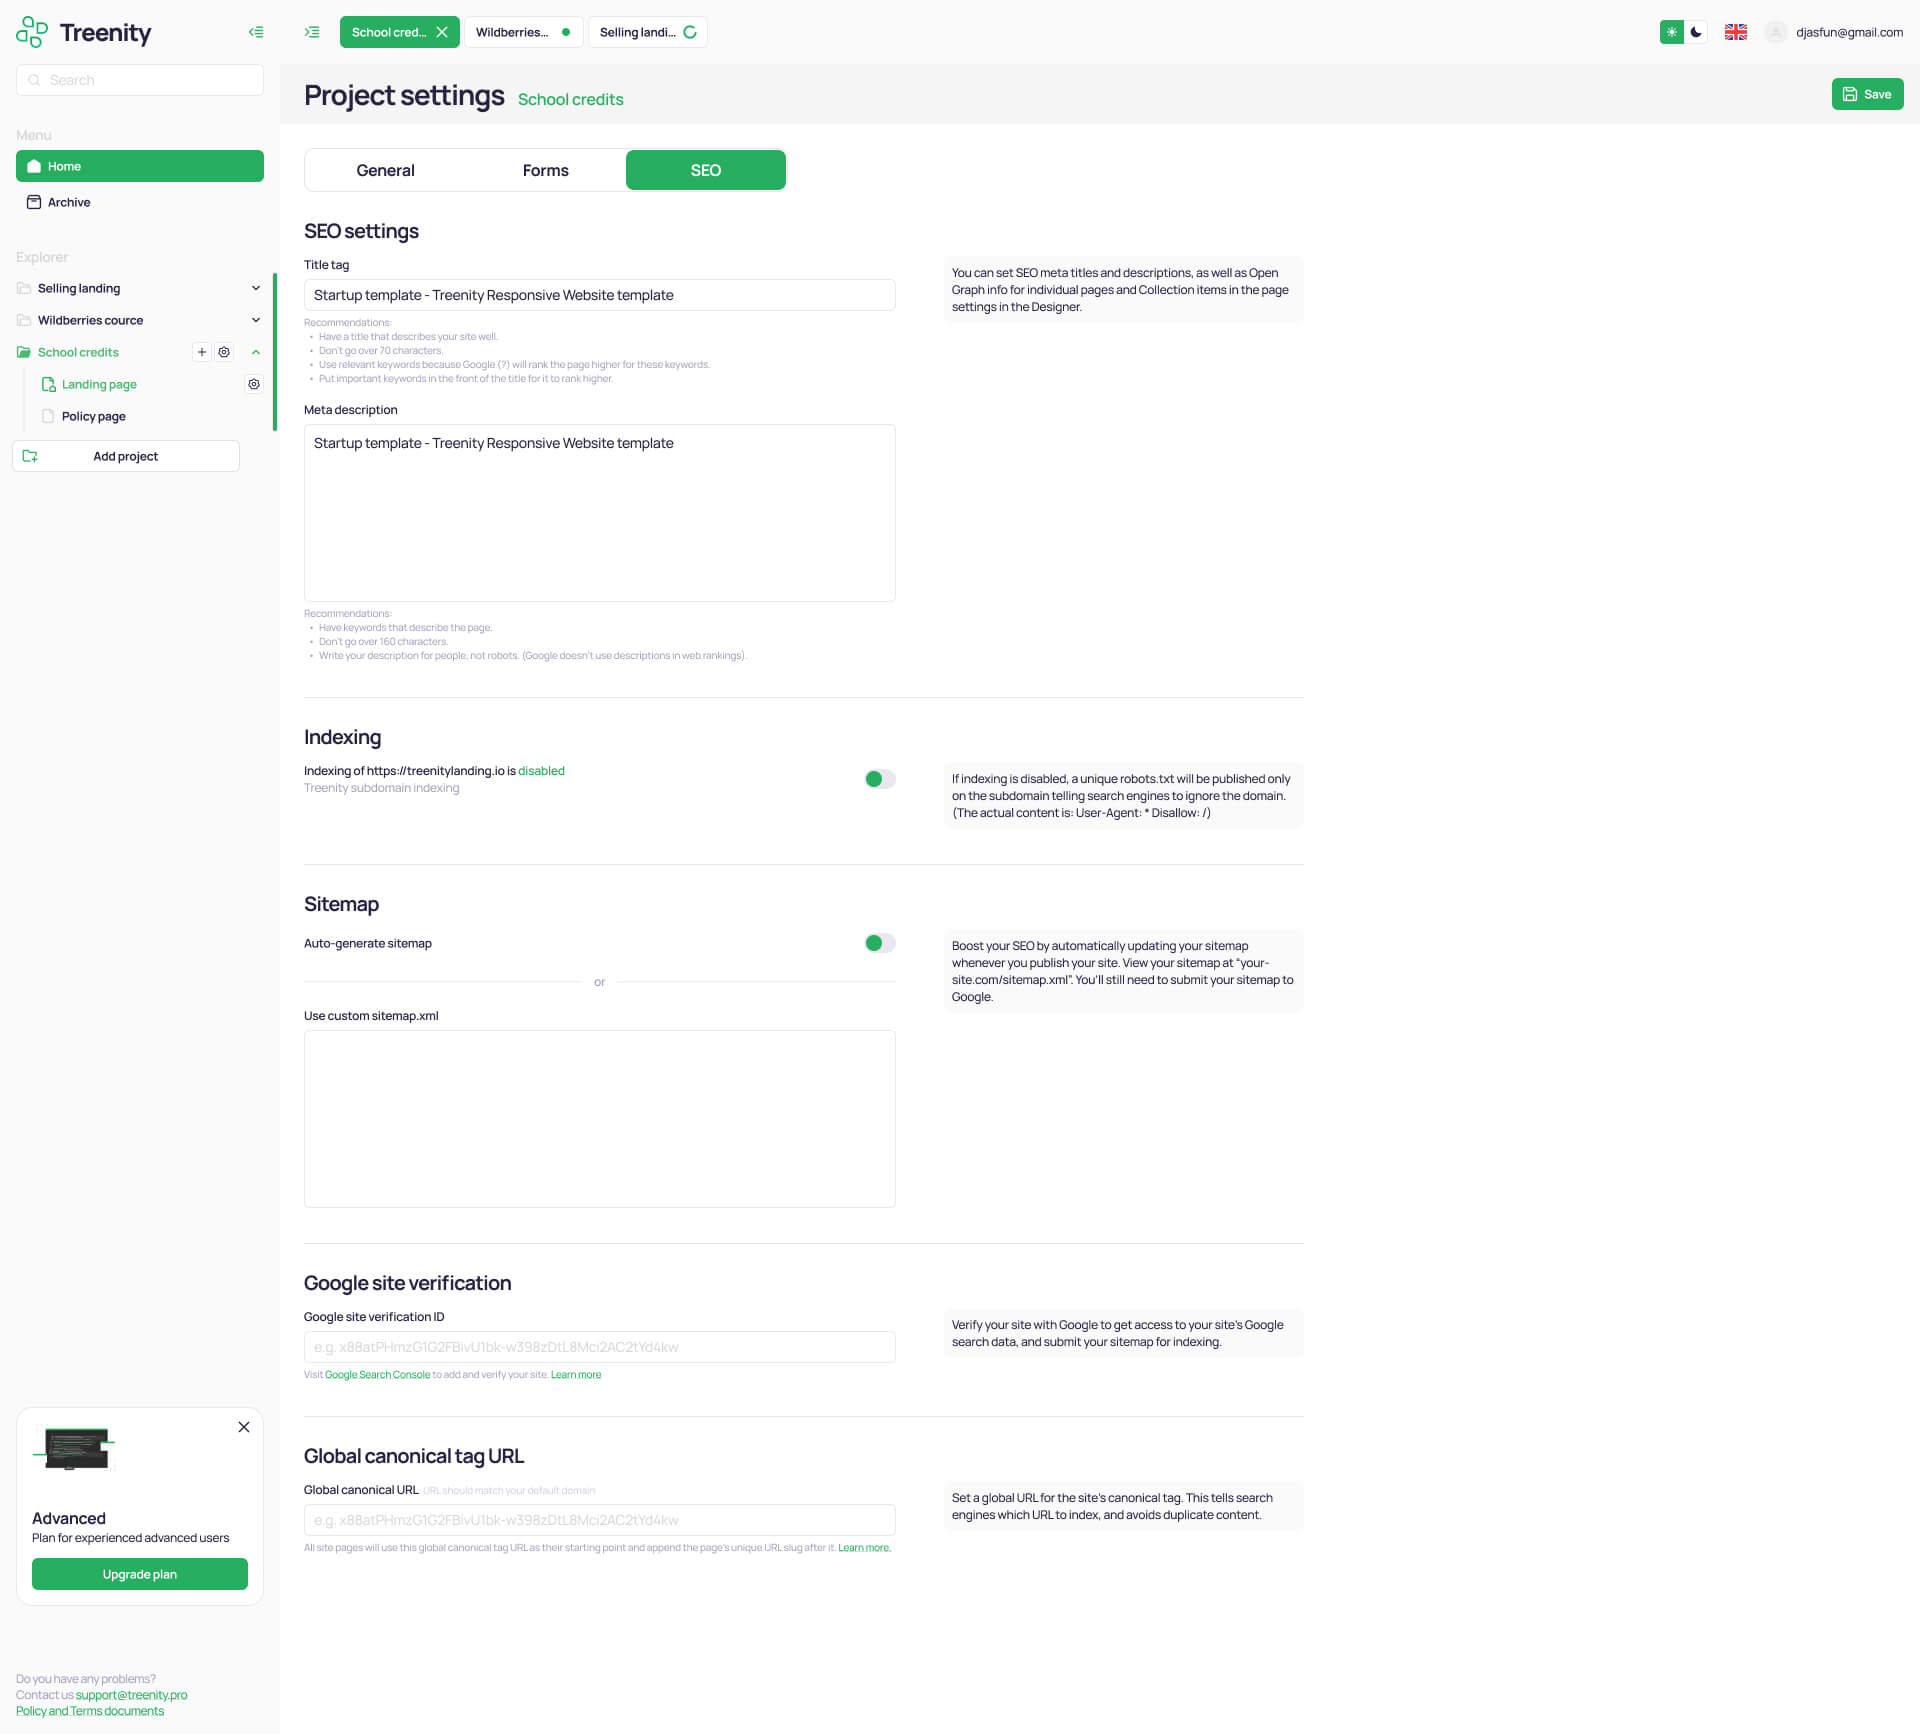 Treenity
Search
Menu
Home
Archive
Explorer
Selling landing
Wildberries cource
School credits
Landing page
Policy page
Add project
Advanced
Plan for experienced advanced users
Upgrade plan
Do you have any problems?
Contact us support@treenity.pro
Policy and Terms documents
School cred...
Wildberries...
Selling landi...
djasfun@gmail.com
Project settings School credits
Save
General
Forms
SEO
SEO settings
Title tag
Startup template - Treenity Responsive Website template
Recommendations:
• Have a title that describes your site well.
• Don't go over 70 characters.
• Use relevant keywords because Google (?) will rank the page higher for these keywords.
• Put important keywords in the front of the title for it to rank higher.
You can set SEO meta titles and descriptions, as well as Open
Graph info for individual pages and Collection items in the page
settings in the Designer.
Meta description
Startup template - Treenity Responsive Website template
Recommendations:
• Have keywords that describe the page.
• Don't go over 160 characters.
• Write your description for people, not robots. (Google doesn't use descriptions in web rankings).
Indexing
Indexing of https://treenitylanding.io is disabled
Treenity subdomain indexing
If indexing is disabled, a unique robots.txt will be published only
on the subdomain telling search engines to ignore the domain.
(The actual content is: User-Agent: * Disallow: /)
Sitemap
Auto-generate sitemap
or
Use custom sitemap.xml
Boost your SEO by automatically updating your sitemap
whenever you publish your site. View your sitemap at “your-
site.com/sitemap.xml”. You'll still need to submit your sitemap to
Google.
Google site verification
Google site verification ID
e.g. x88atPHmzG1G2FBivU1bk-w398zDtL8Mci2AC2tYd4kw
Visit Google Search Console to add and verify your site. Learn more
Verify your site with Google to get access to your site's Google
search data, and submit your sitemap for indexing.
Global canonical tag URL
Global canonical URL URL should match your default domain
e.g. x88atPHmzG1G2FBivU1bk-w398zDtL8Mci2AC2tYd4kw
All site pages will use this global canonical tag URL as their starting point and append the page's unique URL slug after it. Learn more.
Set a global URL for the site's canonical tag. This tells search
engines which URL to index, and avoids duplicate content.